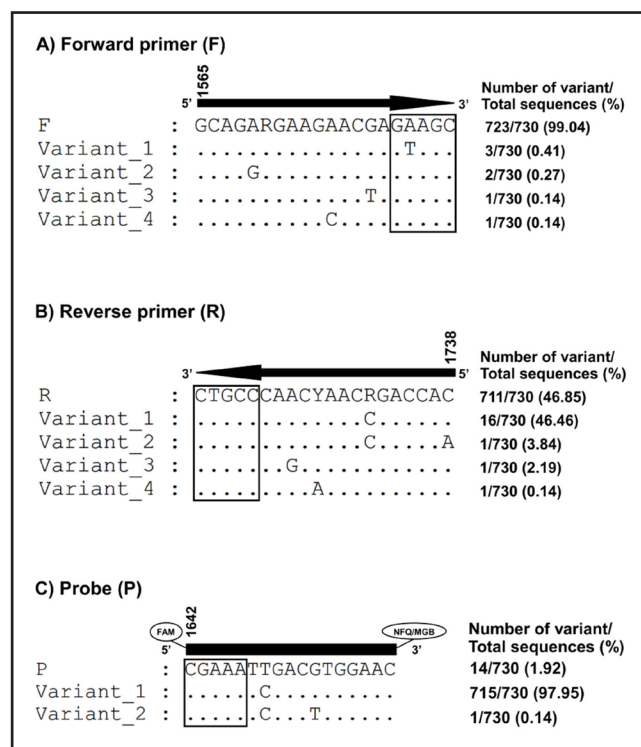 A) Forward primer (F)
1565
5' 3'
Number of variant/
Total sequences (%)
F : GCAGARGAAGAACGAGAAGC 723/730 (99.04)
Variant_1 : ................T... 3/730 (0.41)
Variant_2 : ....G............... 2/730 (0.27)
Variant_3 : .............T...... 1/730 (0.14)
Variant_4 : ..........C......... 1/730 (0.14)
B) Reverse primer (R)
1738
3' 5'
Number of variant/
Total sequences (%)
R : CTGCCCAACYAACRGACCAC 711/730 (46.85)
Variant_1 : .............C...... 16/730 (46.46)
Variant_2 : .............C.....A 1/730 (3.84)
Variant_3 : .......G............ 1/730 (2.19)
Variant_4 : .........A.......... 1/730 (0.14)
C) Probe (P)
1642
FAM NFQ/MGB
5' 3'
Number of variant/
Total sequences (%)
P : CGAAATTGACGTGGAAC 14/730 (1.92)
Variant_1 : ......C.......... 715/730 (97.95)
Variant_2 : ......C...T...... 1/730 (0.14)